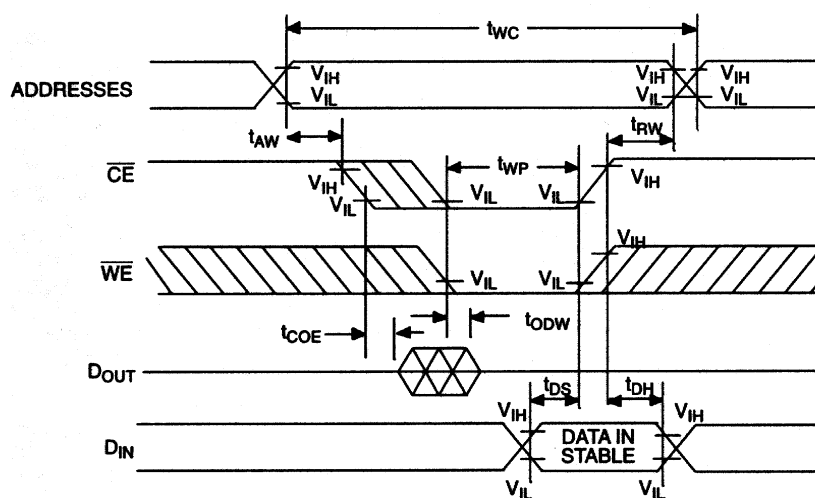 tWC
ADDRESSES
VIH VIH VIH
VIL VIL VIL
tAW tRW
CE tWP
VIH VIH
VIL VIL VIL
VIH
WE
VIL VIL
tCOE tODW
DOUT
tDS tDH
VIH VIH
DIN DATA IN
STABLE
VIL VIL